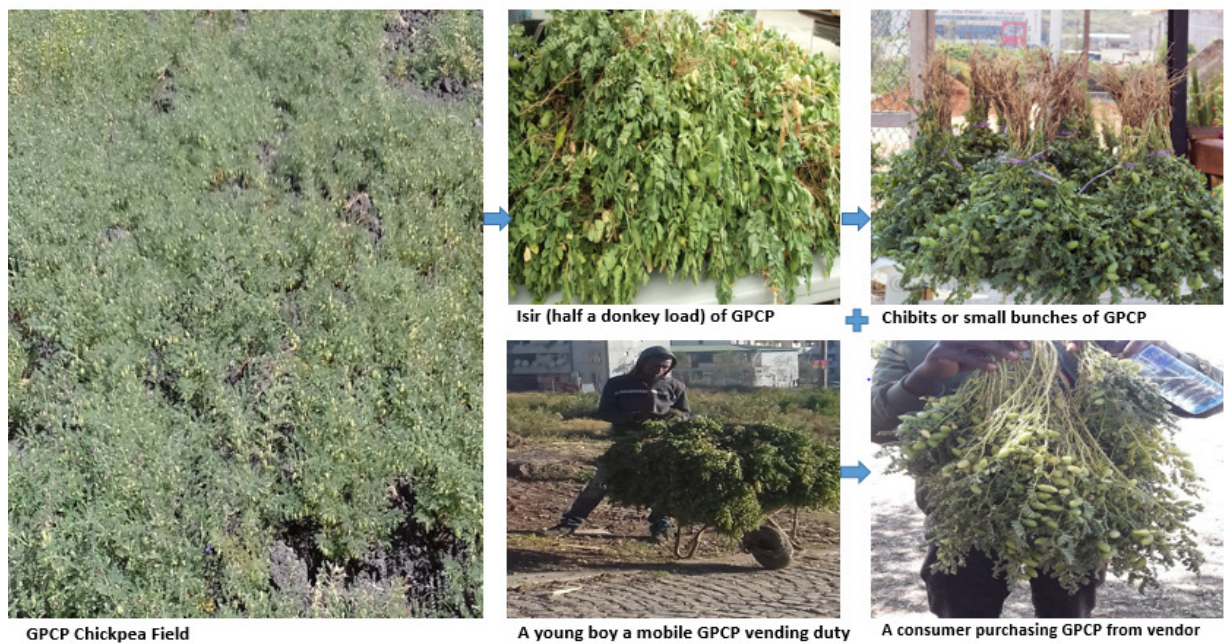 Isir (half a donkey load) of GPCP
Chibits or small bunches of GPCP
GPCP Chickpea Field
A young boy a mobile GPCP vending duty
A consumer purchasing GPCP from vendor